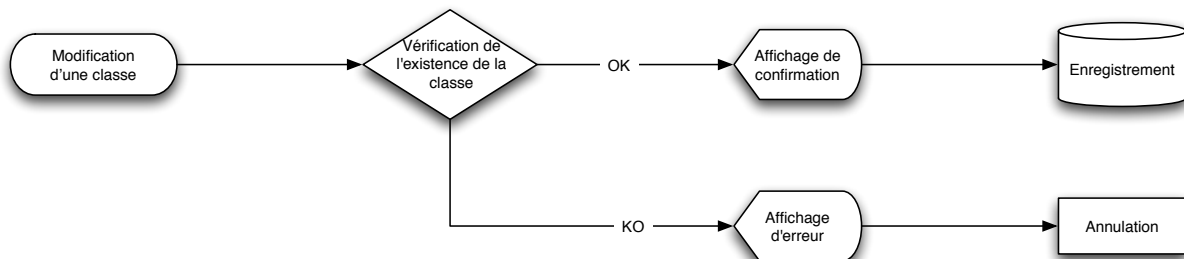 Modification
d'une classe
Vérification de
l'existence de la
classe
OK
Affichage de
confirmation
Enregistrement
KO
Affichage
d'erreur
Annulation